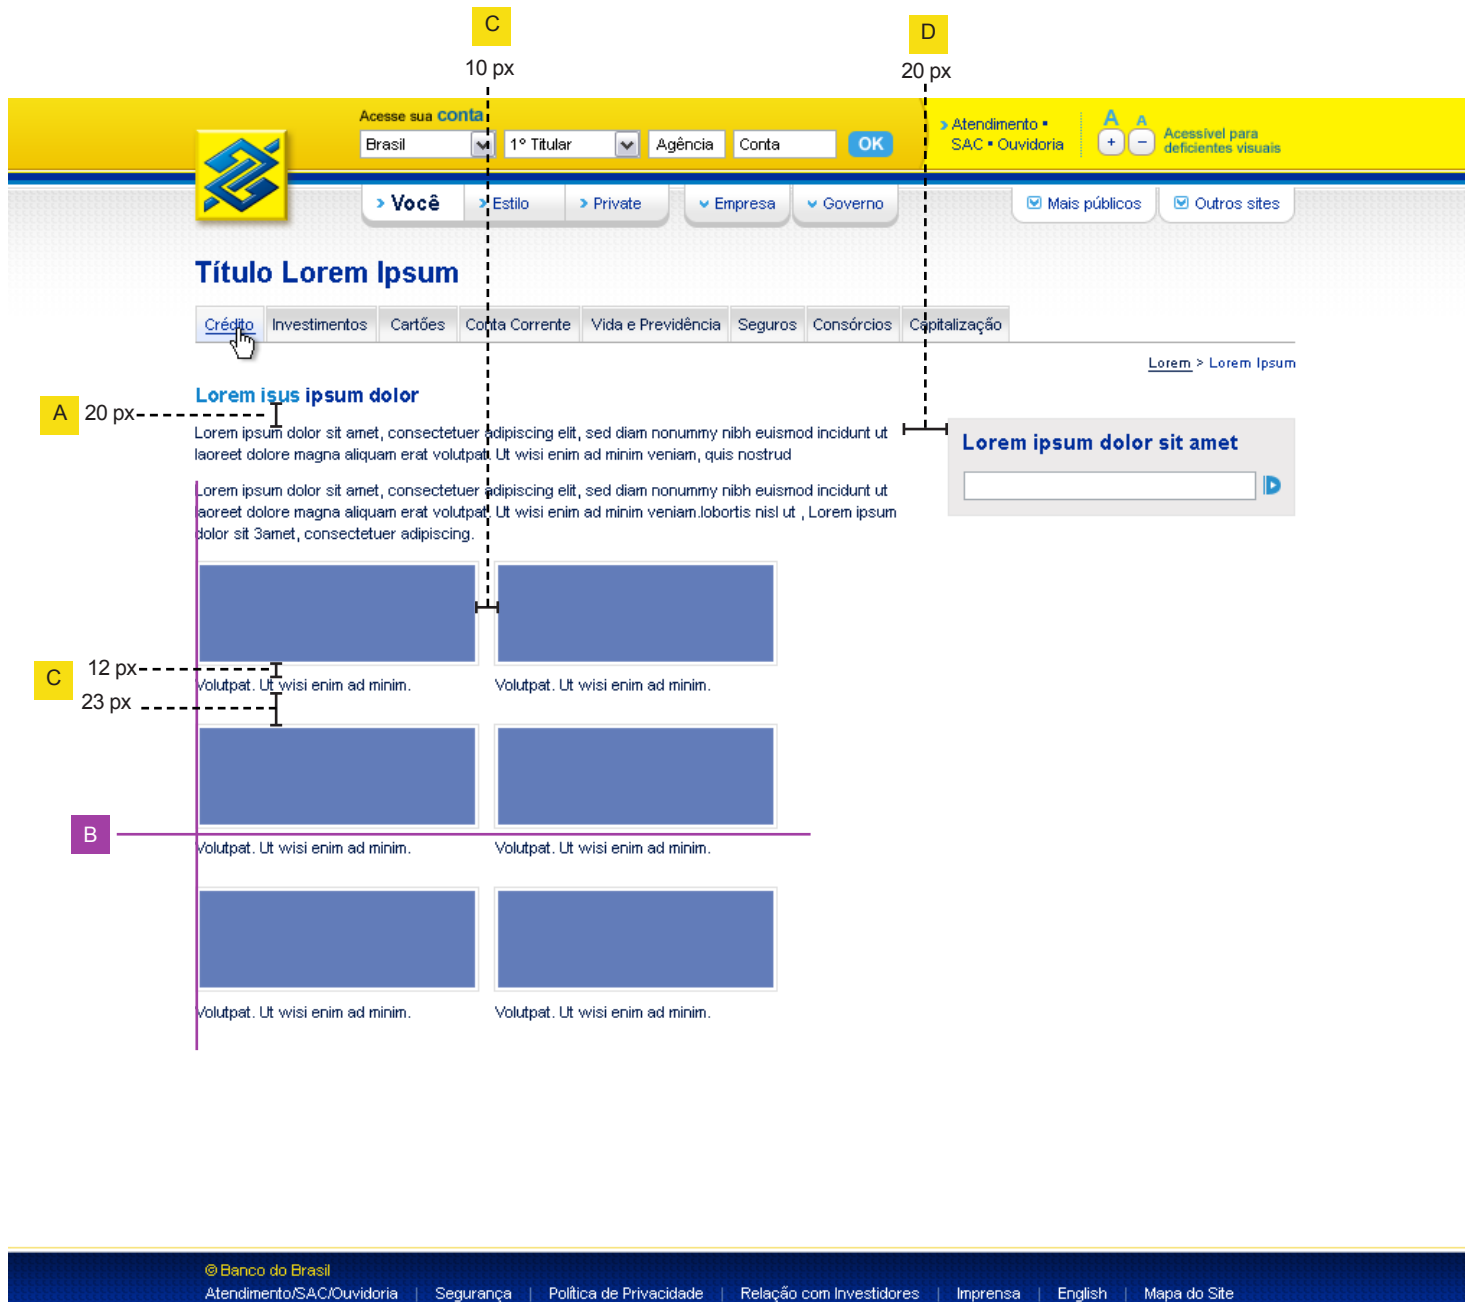 C
D
10 px
20 px
Acesse sua conta
Brasil
1º Titular
Agência
Conta
OK
Atendimento ▪
SAC ▪ Ouvidoria
A A
+ −
Acessível para
deficientes visuais
Você
Estilo
Private
Empresa
Governo
Mais públicos
Outros sites
Título Lorem Ipsum
Crédito
Investimentos
Cartões
Conta Corrente
Vida e Previdência
Seguros
Consórcios
Capitalização
Lorem > Lorem Ipsum
Lorem isus ipsum dolor
A 20 px
Lorem ipsum dolor sit amet, consectetuer adipiscing elit, sed diam nonummy nibh euismod incidunt ut
laoreet dolore magna aliquam erat volutpat. Ut wisi enim ad minim veniam, quis nostrud
Lorem ipsum dolor sit amet
Lorem ipsum dolor sit amet, consectetuer adipiscing elit, sed diam nonummy nibh euismod incidunt ut
laoreet dolore magna aliquam erat volutpat. Ut wisi enim ad minim veniam.lobortis nisl ut , Lorem ipsum
dolor sit 3amet, consectetuer adipiscing.
C
12 px
23 px
Volutpat. Ut wisi enim ad minim.
Volutpat. Ut wisi enim ad minim.
B
Volutpat. Ut wisi enim ad minim.
Volutpat. Ut wisi enim ad minim.
Volutpat. Ut wisi enim ad minim.
Volutpat. Ut wisi enim ad minim.
© Banco do Brasil
Atendimento/SAC/Ouvidoria | Segurança | Política de Privacidade | Relação com Investidores | Imprensa | English | Mapa do Site